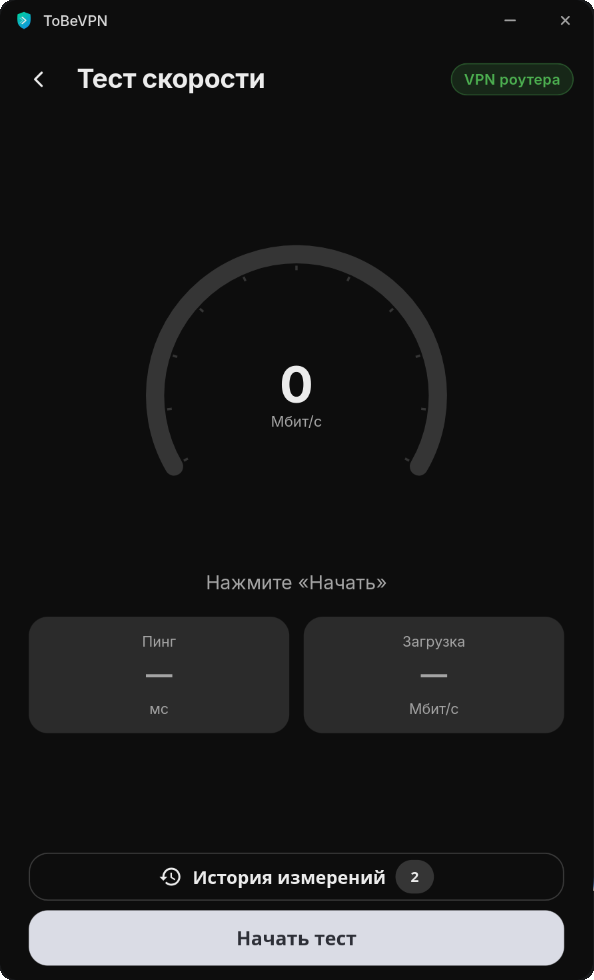 ToBeVPN
Тест скорости
VPN роутера
0
Мбит/с
Нажмите «Начать»
Пинг
—
мс
Загрузка
—
Мбит/с
История измерений 2
Начать тест